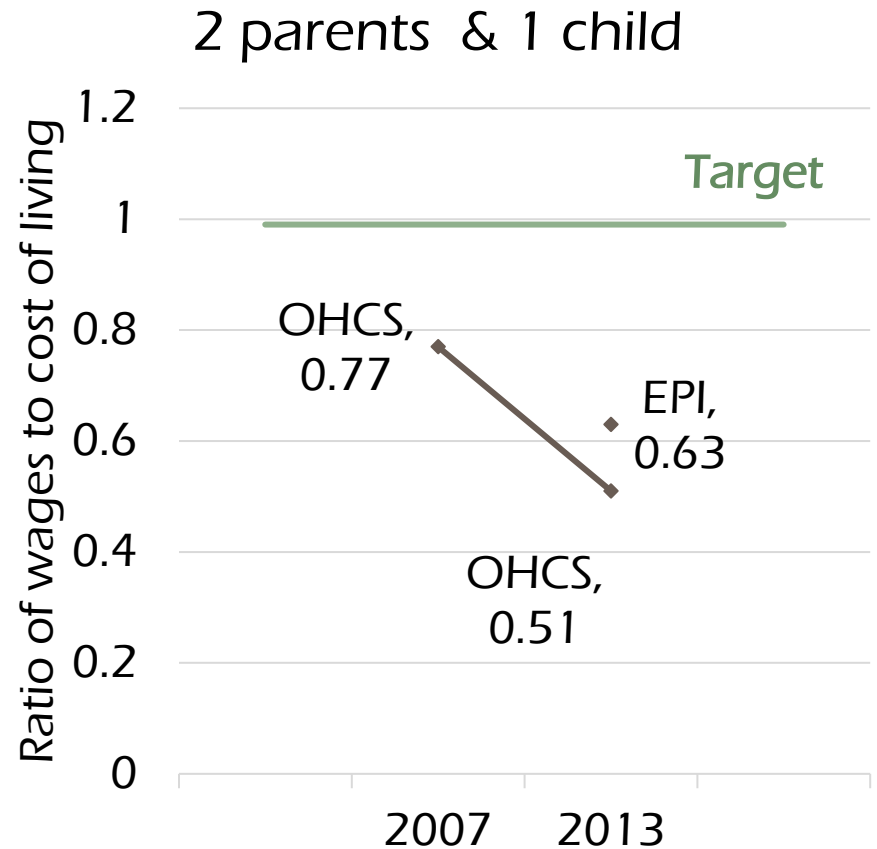 2 parents & 1 child
Ratio of wages to cost of living
1.2
1
0.8
0.6
0.4
0.2
0
Target
OHCS,
0.77
EPI,
0.63
OHCS,
0.51
2007
2013